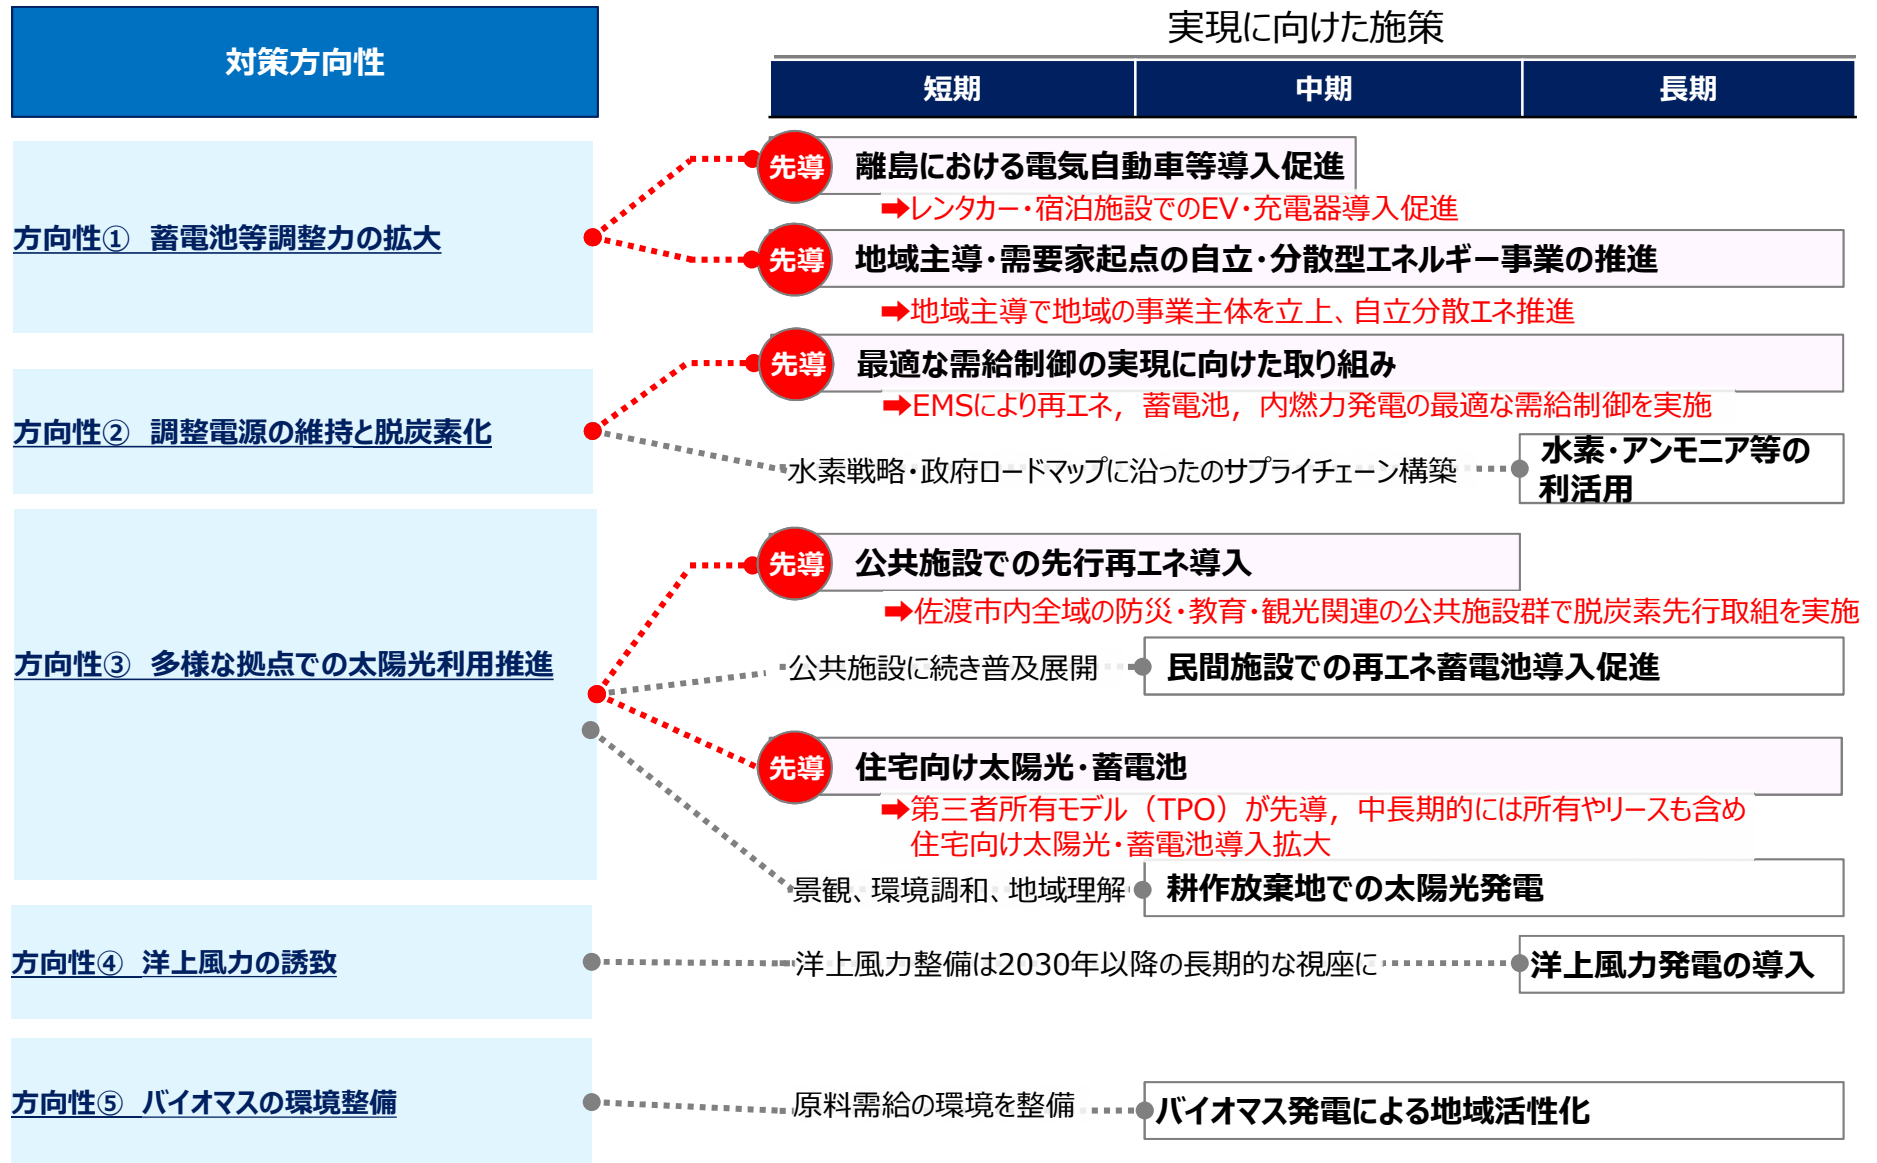 対策方向性
実現に向けた施策
短期
中期
長期
方向性① 蓄電池等調整力の拡大
先導
離島における電気自動車等導入促進
➡レンタカー・宿泊施設でのEV・充電器導入促進
先導
地域主導・需要家起点の自立・分散型エネルギー事業の推進
➡地域主導で地域の事業主体を立上、自立分散エネ推進
方向性② 調整電源の維持と脱炭素化
先導
最適な需給制御の実現に向けた取り組み
➡EMSにより再エネ，蓄電池，内燃力発電の最適な需給制御を実施
水素戦略・政府ロードマップに沿ったのサプライチェーン構築
水素・アンモニア等の
利活用
方向性③ 多様な拠点での太陽光利用推進
先導
公共施設での先行再エネ導入
➡佐渡市内全域の防災・教育・観光関連の公共施設群で脱炭素先行取組を実施
公共施設に続き普及展開
民間施設での再エネ蓄電池導入促進
先導
住宅向け太陽光・蓄電池
➡第三者所有モデル（TPO）が先導，中長期的には所有やリースも含め
住宅向け太陽光・蓄電池導入拡大
景観、環境調和、地域理解
耕作放棄地での太陽光発電
方向性④ 洋上風力の誘致
洋上風力整備は2030年以降の長期的な視座に
洋上風力発電の導入
方向性⑤ バイオマスの環境整備
原料需給の環境を整備
バイオマス発電による地域活性化